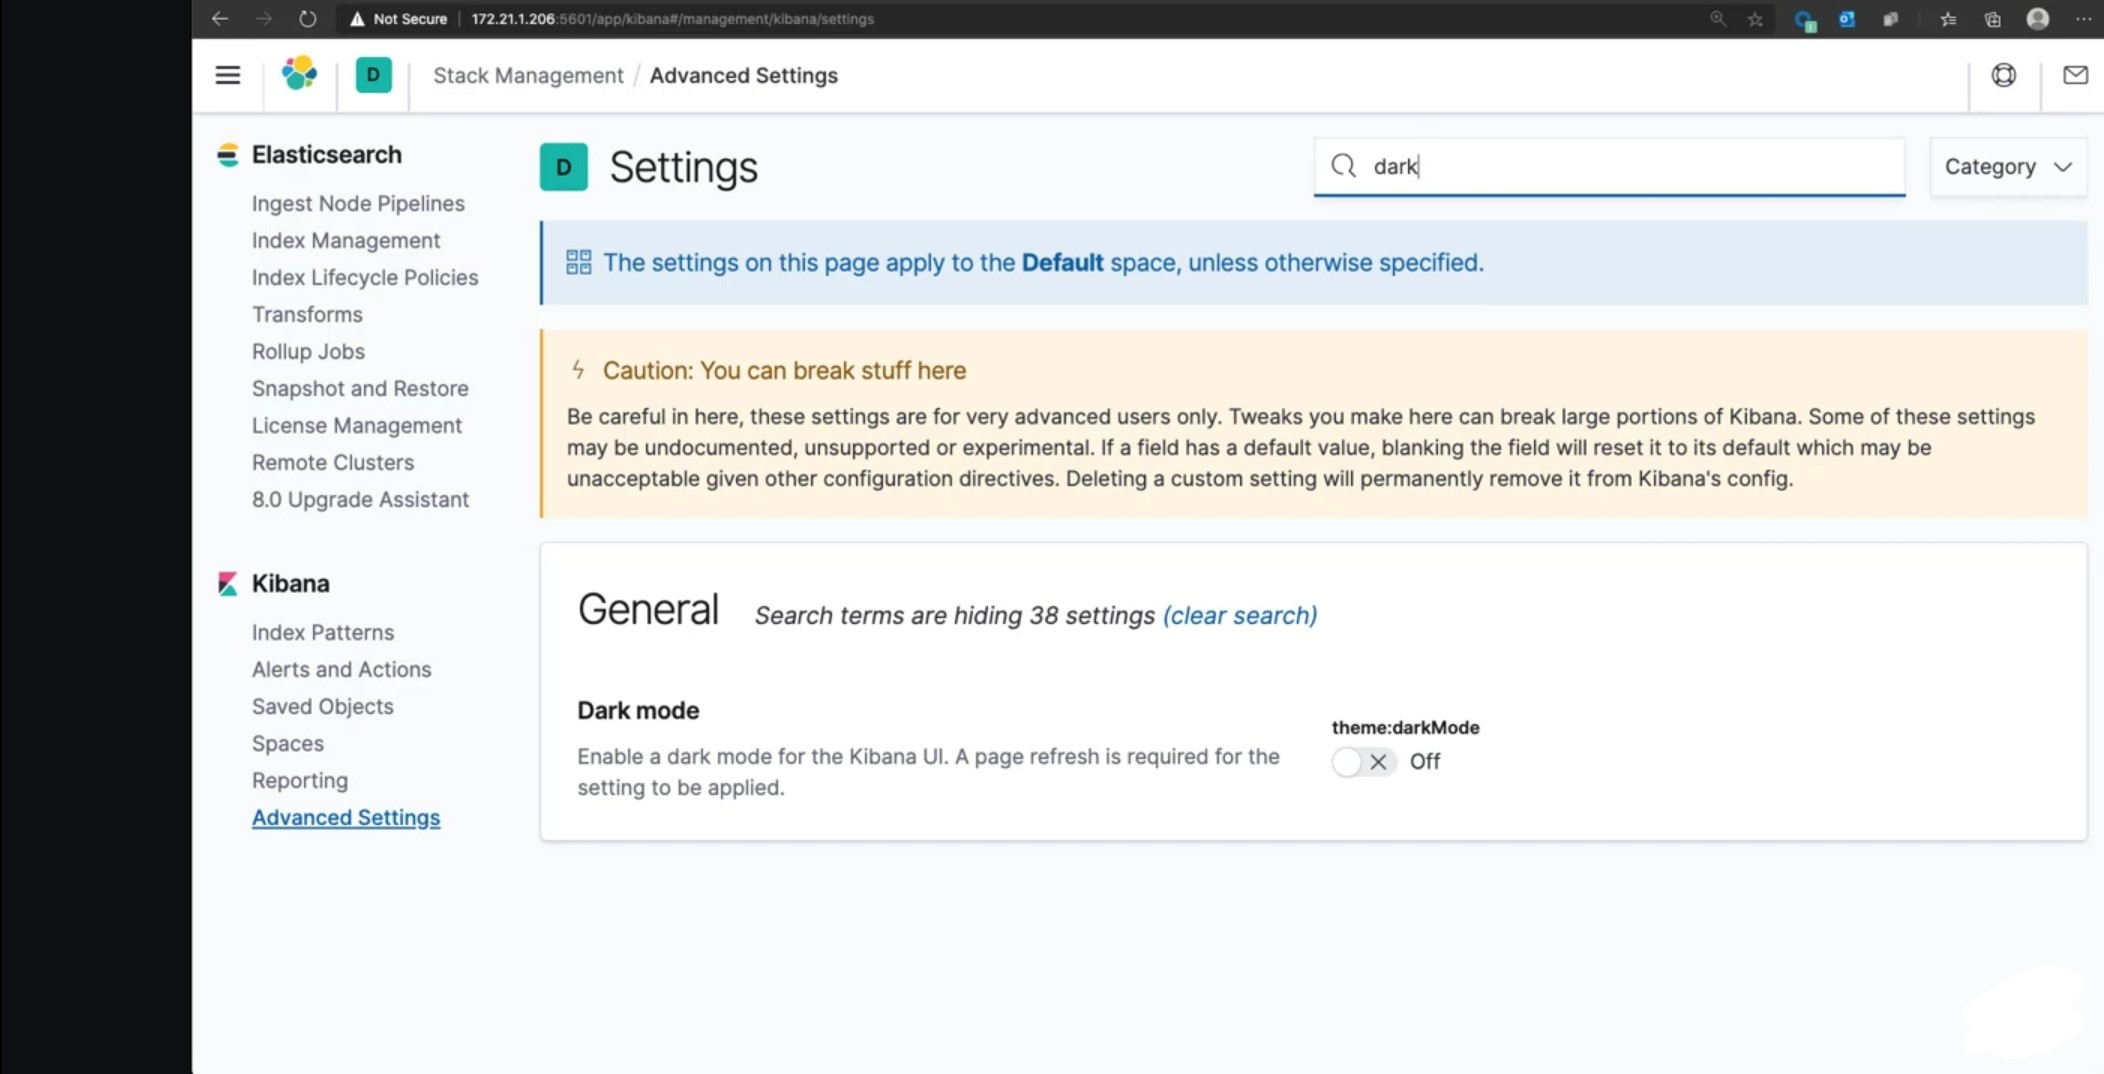 Not Secure | 172.21.1.206:5601/app/kibana#/management/kibana/settings
D Stack Management / Advanced Settings
Elasticsearch
Ingest Node Pipelines
Index Management
Index Lifecycle Policies
Transforms
Rollup Jobs
Snapshot and Restore
License Management
Remote Clusters
8.0 Upgrade Assistant
Kibana
Index Patterns
Alerts and Actions
Saved Objects
Spaces
Reporting
Advanced Settings
D Settings
dark
Category
The settings on this page apply to the Default space, unless otherwise specified.
Caution: You can break stuff here
Be careful in here, these settings are for very advanced users only. Tweaks you make here can break large portions of Kibana. Some of these settings
may be undocumented, unsupported or experimental. If a field has a default value, blanking the field will reset it to its default which may be
unacceptable given other configuration directives. Deleting a custom setting will permanently remove it from Kibana's config.
General Search terms are hiding 38 settings (clear search)
Dark mode
Enable a dark mode for the Kibana UI. A page refresh is required for the
setting to be applied.
theme:darkMode
Off